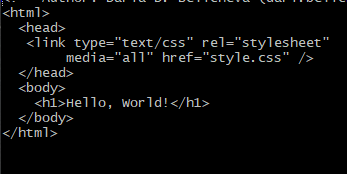 <html>
  <head>
   <link type="text/css" rel="stylesheet"
         media="all" href="style.css" />
  </head>
  <body>
    <h1>Hello, World!</h1>
  </body>
</html>